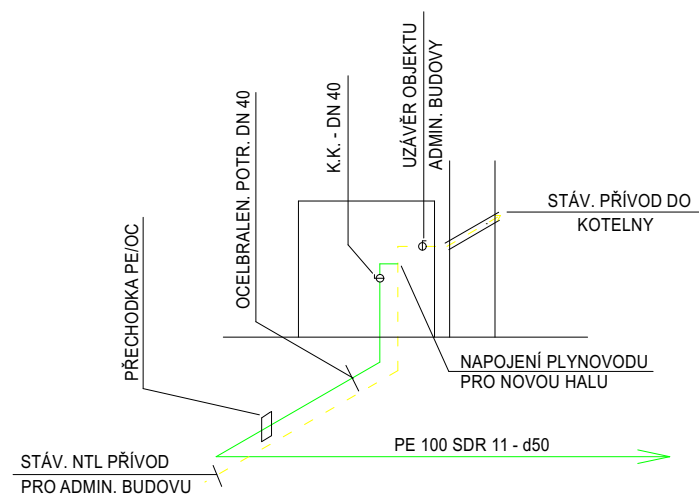 PŘECHODKA PE/OC
OCELBRALEN. POTR. DN 40
K.K. - DN 40
UZÁVĚR OBJEKTU
ADMIN. BUDOVY
STÁV. PŘÍVOD DO
KOTELNY
NAPOJENÍ PLYNOVODU
PRO NOVOU HALU
PE 100 SDR 11 - d50
STÁV. NTL PŘÍVOD
PRO ADMIN. BUDOVU